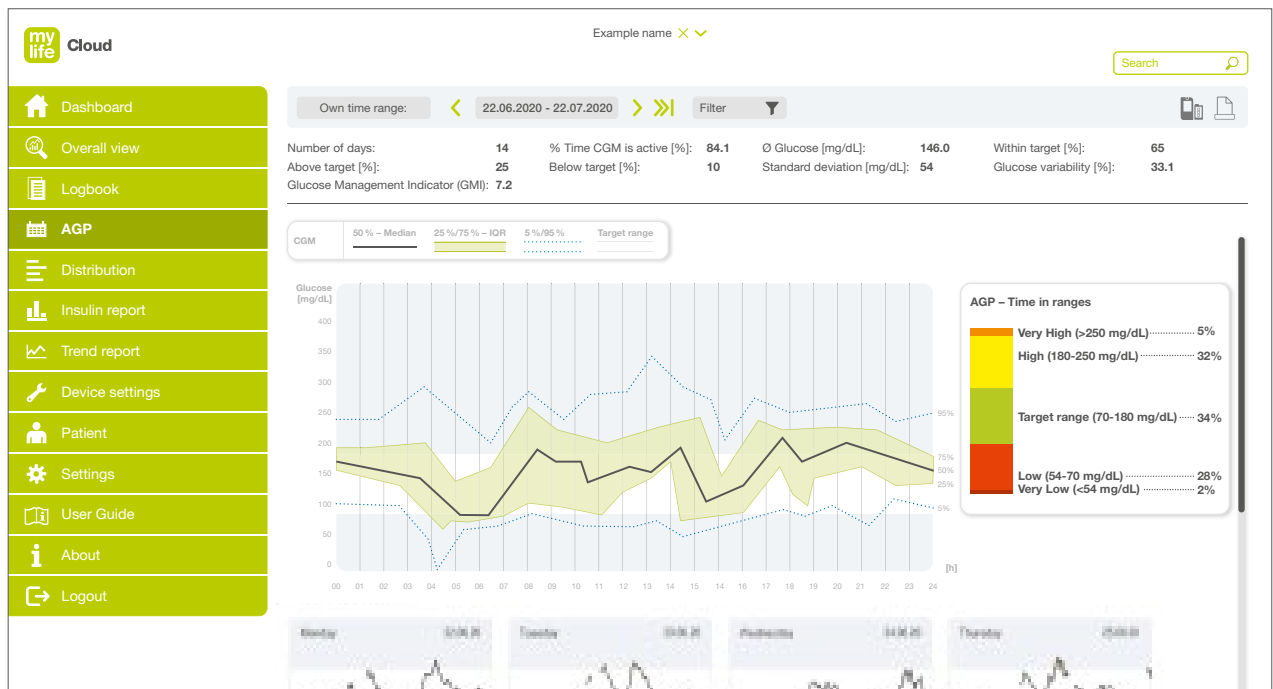 Example name
my
life
Cloud
Search
Dashboard
Overall view
Logbook
AGP
Distribution
Insulin report
Trend report
Device settings
Patient
Settings
User Guide
About
Logout
Own time range: 22.06.2020 - 22.07.2020 Filter
Number of days: 14 % Time CGM is active [%]: 84.1 Ø Glucose [mg/dL]: 146.0 Within target [%]: 65
Above target [%]: 25 Below target [%]: 10 Standard deviation [mg/dL]: 54 Glucose variability [%]: 33.1
Glucose Management Indicator (GMI): 7.2
CGM 50 % – Median 25 %/75 % – IQR 5 %/95 % Target range
Glucose
[mg/dL]
400
350
300
250
200
150
100
50
0
95%
75%
50%
25%
5%
[h]
00 01 02 03 04 05 06 07 08 09 10 11 12 13 14 14 16 17 18 19 20 21 22 23 24
AGP – Time in ranges
Very High (>250 mg/dL) 5%
High (180-250 mg/dL) 32%
Target range (70-180 mg/dL) 34%
Low (54-70 mg/dL) 28%
Very Low (<54 mg/dL) 2%
Monday Tuesday Wednesday Thursday